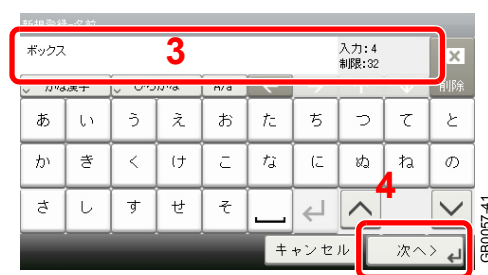 新規登録-名前
ボックス
入力:4
制限:32
3
かな漢字 ひらがな A/a ← → ↑ ↓ 削除
あ い う え お た ち つ て と
か き く け こ な に ぬ ね の
さ し す せ そ
4
キャンセル 次へ>
GB0057-41